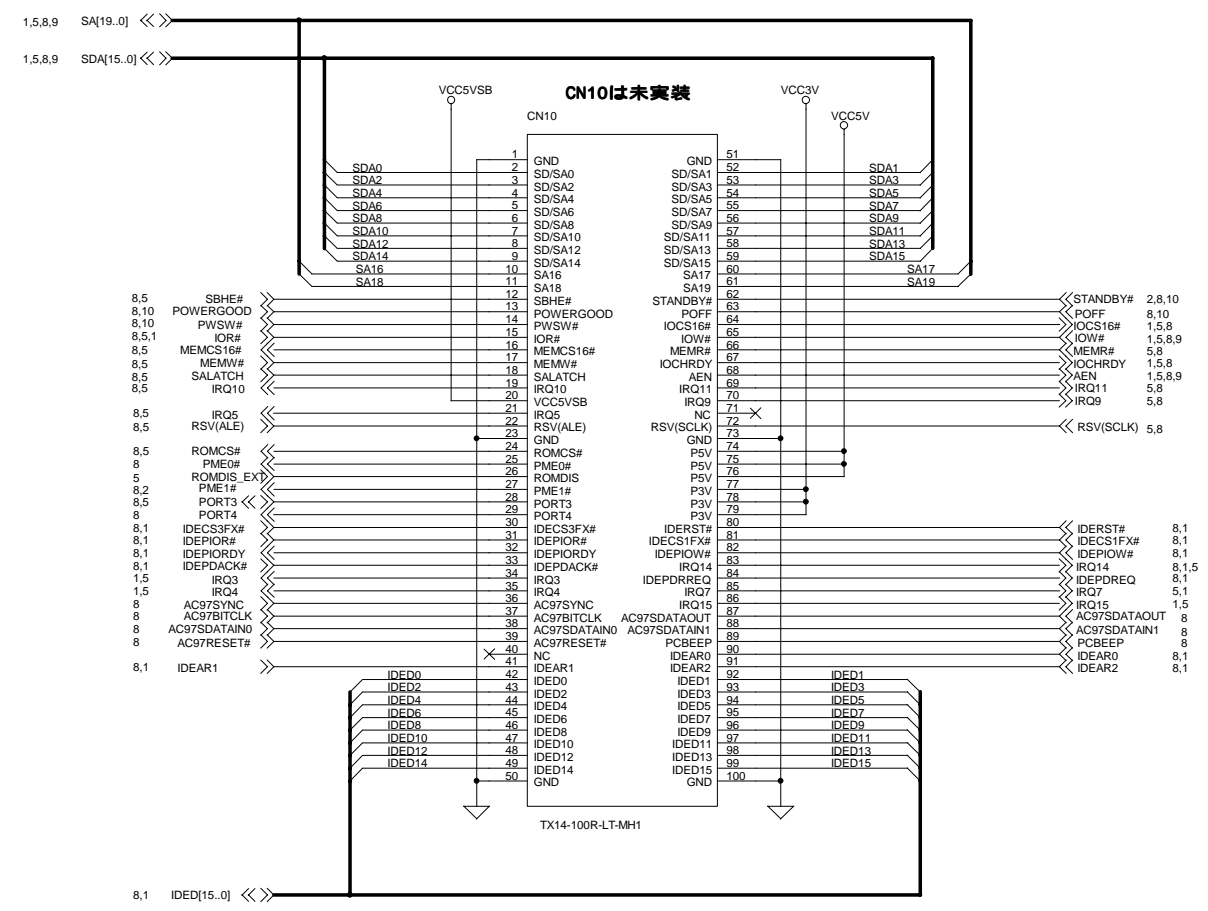 1,5,8,9 SA[19..0]
1,5,8,9 SDA[15..0]
VCC5VSB CN10は未実装 VCC3V
CN10 VCC5V
1 GND GND 51
SDA0 2 SD/SA0 SD/SA1 52 SDA1
SDA2 3 SD/SA2 SD/SA3 53 SDA3
SDA4 4 SD/SA4 SD/SA5 54 SDA5
SDA6 5 SD/SA6 SD/SA7 55 SDA7
SDA8 6 SD/SA8 SD/SA9 56 SDA9
SDA10 7 SD/SA10 SD/SA11 57 SDA11
SDA12 8 SD/SA12 SD/SA13 58 SDA13
SDA14 9 SD/SA14 SD/SA15 59 SDA15
SA16 10 SA16 SA17 60 SA17
SA18 11 SA18 SA19 61 SA19
8,5 SBHE# 12 SBHE# STANDBY# 62 STANDBY# 2,8,10
8,10 POWERGOOD 13 POWERGOOD POFF 63 POFF 8,10
8,10 PWSW# 14 PWSW# IOCS16# 64 IOCS16# 1,5,8
8,5,1 IOR# 15 IOR# IOW# 65 IOW# 1,5,8,9
8,5 MEMCS16# 16 MEMCS16# MEMR# 66 MEMR# 5,8
8,5 MEMW# 17 MEMW# IOCHRDY 67 IOCHRDY 1,5,8
8,5 SALATCH 18 SALATCH AEN 68 AEN 1,5,8,9
8,5 IRQ10 19 IRQ10 IRQ11 69 IRQ11 5,8
20 VCC5VSB IRQ9 70 IRQ9 5,8
8,5 IRQ5 21 IRQ5 NC 71
8,5 RSV(ALE) 22 RSV(ALE) RSV(SCLK) 72 RSV(SCLK) 5,8
23 GND GND 73
8,5 ROMCS# 24 ROMCS# P5V 74
8 PME0# 25 PME0# P5V 75
5 ROMDIS_EXT 26 ROMDIS P5V 76
8,2 PME1# 27 PME1# P3V 77
8,5 PORT3 28 PORT3 P3V 78
8 PORT4 29 PORT4 P3V 79
8,1 IDECS3FX# 30 IDECS3FX# IDERST# 80 IDERST# 8,1
8,1 IDEPIOR# 31 IDEPIOR# IDECS1FX# 81 IDECS1FX# 8,1
8,1 IDEPIORDY 32 IDEPIORDY IDEPIOW# 82 IDEPIOW# 8,1
8,1 IDEPDACK# 33 IDEPDACK# IRQ14 83 IRQ14 8,1,5
1,5 IRQ3 34 IRQ3 IDEPDRREQ 84 IDEPDREQ 8,1
1,5 IRQ4 35 IRQ4 IRQ7 85 IRQ7 5,1
8 AC97SYNC 36 AC97SYNC IRQ15 86 IRQ15 1,5
8 AC97BITCLK 37 AC97BITCLK AC97SDATAOUT 87 AC97SDATAOUT 8
8 AC97SDATAIN0 38 AC97SDATAIN0 AC97SDATAIN1 88 AC97SDATAIN1 8
8 AC97RESET# 39 AC97RESET# PCBEEP 89 PCBEEP 8
40 NC IDEAR0 90 IDEAR0 8,1
8,1 IDEAR1 41 IDEAR1 IDEAR2 91 IDEAR2 8,1
IDED0 42 IDED0 IDED1 92 IDED1
IDED2 43 IDED2 IDED3 93 IDED3
IDED4 44 IDED4 IDED5 94 IDED5
IDED6 45 IDED6 IDED7 95 IDED7
IDED8 46 IDED8 IDED9 96 IDED9
IDED10 47 IDED10 IDED11 97 IDED11
IDED12 48 IDED12 IDED13 98 IDED13
IDED14 49 IDED14 IDED15 99 IDED15
50 GND GND 100
TX14-100R-LT-MH1
8,1 IDED[15..0]